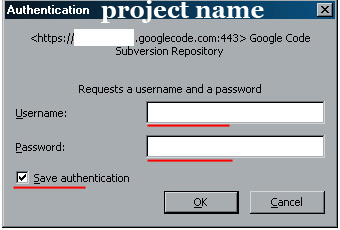 Authentication project name
<https:// .googlecode.com:443> Google Code
Subversion Repository
Requests a username and a password
Username:
Password:
Save authentication
OK Cancel